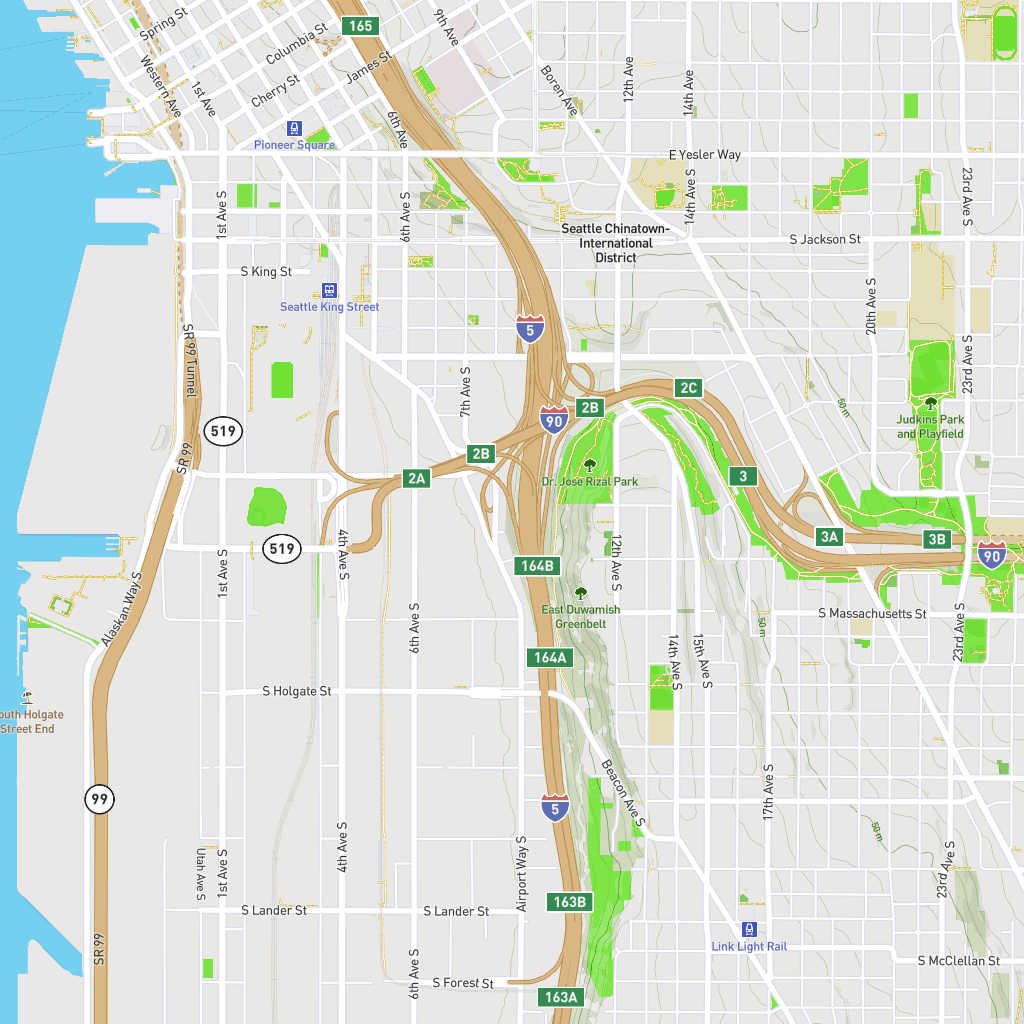 165
Spring St
Columbia St
9th Ave
James St
Western Ave
1st Ave
Cherry St
Boren Ave
12th Ave
14th Ave
6th Ave
Pioneer Square
E Yesler Way
1st Ave S
6th Ave S
14th Ave S
23rd Ave S
Seattle Chinatown-
International
District
S Jackson St
S King St
Seattle King Street
20th Ave S
5
SR 99 Tunnel
23rd Ave S
7th Ave S
2C
2B
90
50 m
Judkins Park
and Playfield
519
SR 99
2B
2A
Dr. Jose Rizal Park
3
519
4th Ave S
1st Ave S
12th Ave S
3A
3B
90
164B
Alaskan Way S
East Duwamish
Greenbelt
6th Ave S
S Massachusetts St
50 m
23rd Ave S
164A
14th Ave S
15th Ave S
S Holgate St
outh Holgate
Street End
99
Beacon Ave S
17th Ave S
5
50 m
Utah Ave S
1st Ave S
4th Ave S
Airport Way S
23rd Ave S
163B
S Lander St
S Lander St
SR 99
6th Ave S
Link Light Rail
S McClellan St
S Forest St
163A